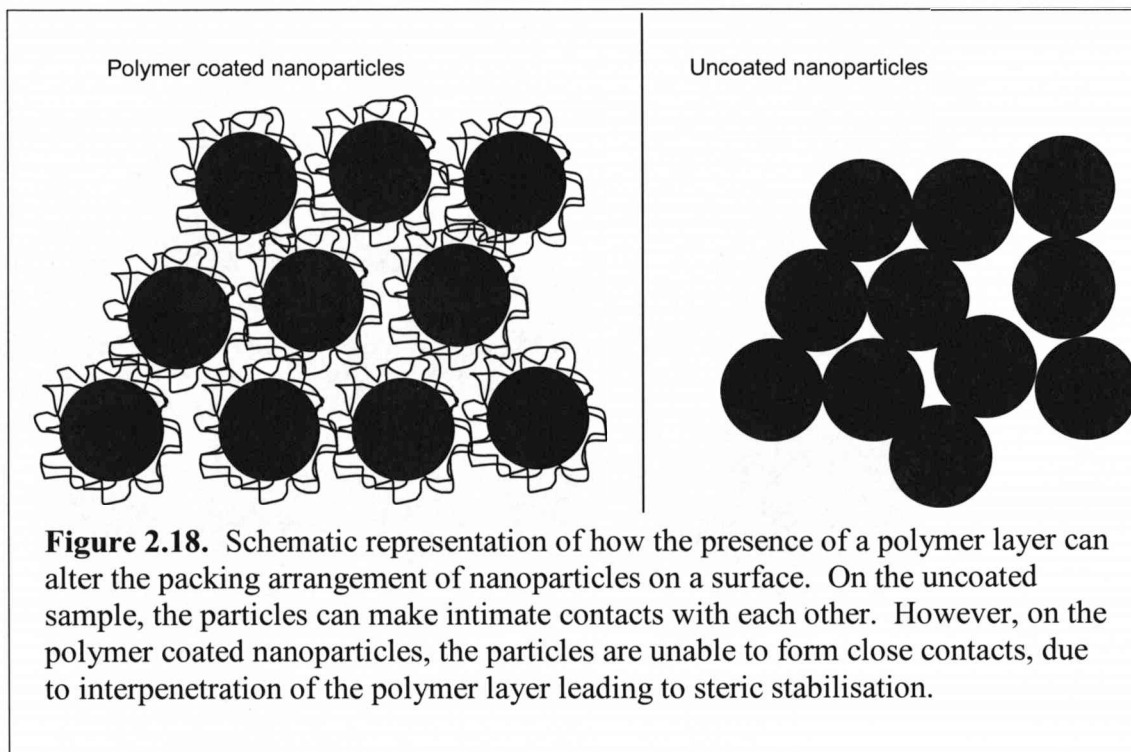 Polymer coated nanoparticles
Uncoated nanoparticles
Figure 2.18. Schematic representation of how the presence of a polymer layer can
alter the packing arrangement of nanoparticles on a surface. On the uncoated
sample, the particles can make intimate contacts with each other. However, on the
polymer coated nanoparticles, the particles are unable to form close contacts, due
to interpenetration of the polymer layer leading to steric stabilisation.